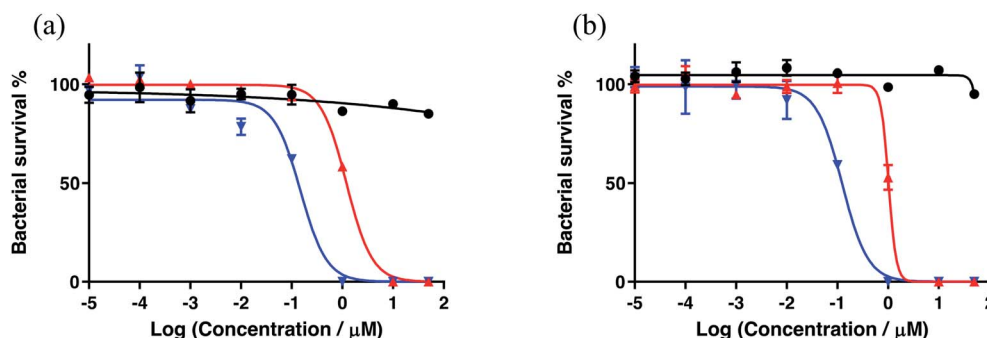 (a)
Bacterial survival %
100
50
0
-5 -4 -3 -2 -1 0 1 2
Log (Concentration / μM)
(b)
Bacterial survival %
100
50
0
-5 -4 -3 -2 -1 0 1 2
Log (Concentration / μM)